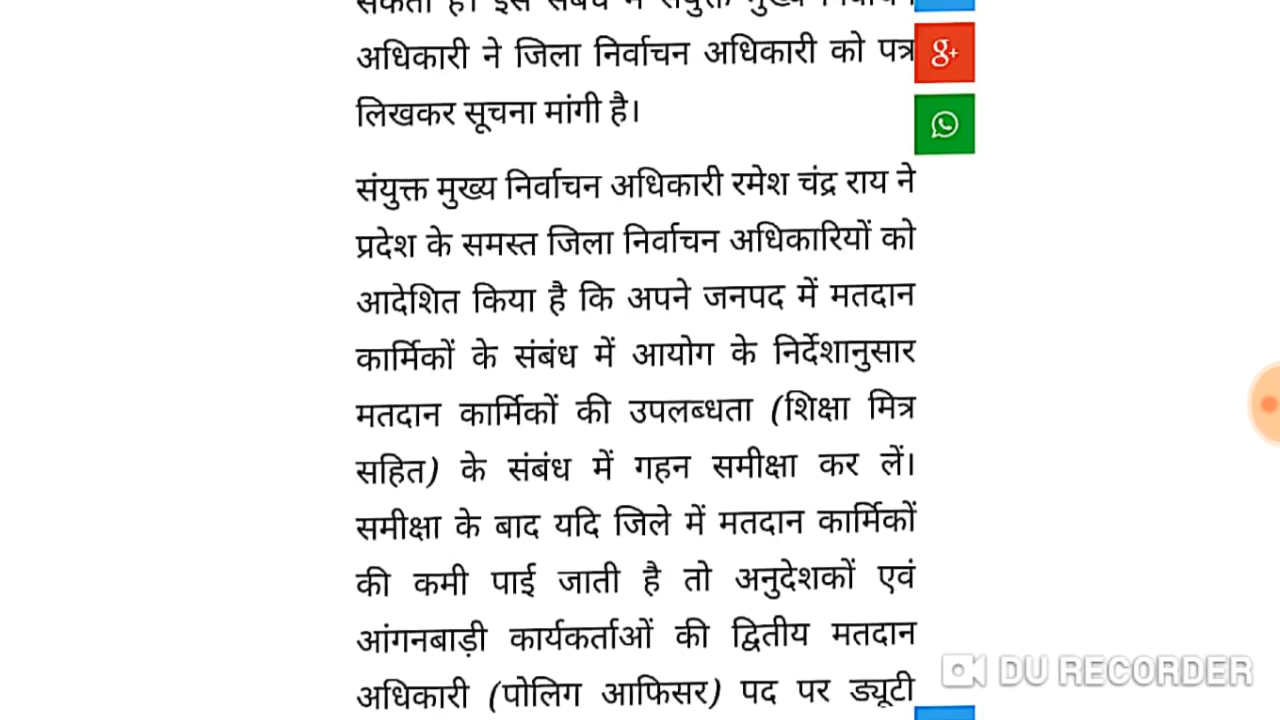 अधिकारी ने जिला निर्वाचन अधिकारी को पत्र
लिखकर सूचना मांगी है।
संयुक्त मुख्य निर्वाचन अधिकारी रमेश चंद्र राय ने
प्रदेश के समस्त जिला निर्वाचन अधिकारियों को
आदेशित किया है कि अपने जनपद में मतदान
कार्मिकों के संबंध में आयोग के निर्देशानुसार
मतदान कार्मिकों की उपलब्धता (शिक्षा मित्र
सहित) के संबंध में गहन समीक्षा कर लें।
समीक्षा के बाद यदि जिले में मतदान कार्मिकों
की कमी पाई जाती है तो अनुदेशकों एवं
आंगनबाड़ी कार्यकर्ताओं की द्वितीय मतदान
अधिकारी (पोलिग आफिसर) पद पर ड्यूटी
g+
DU RECORDER